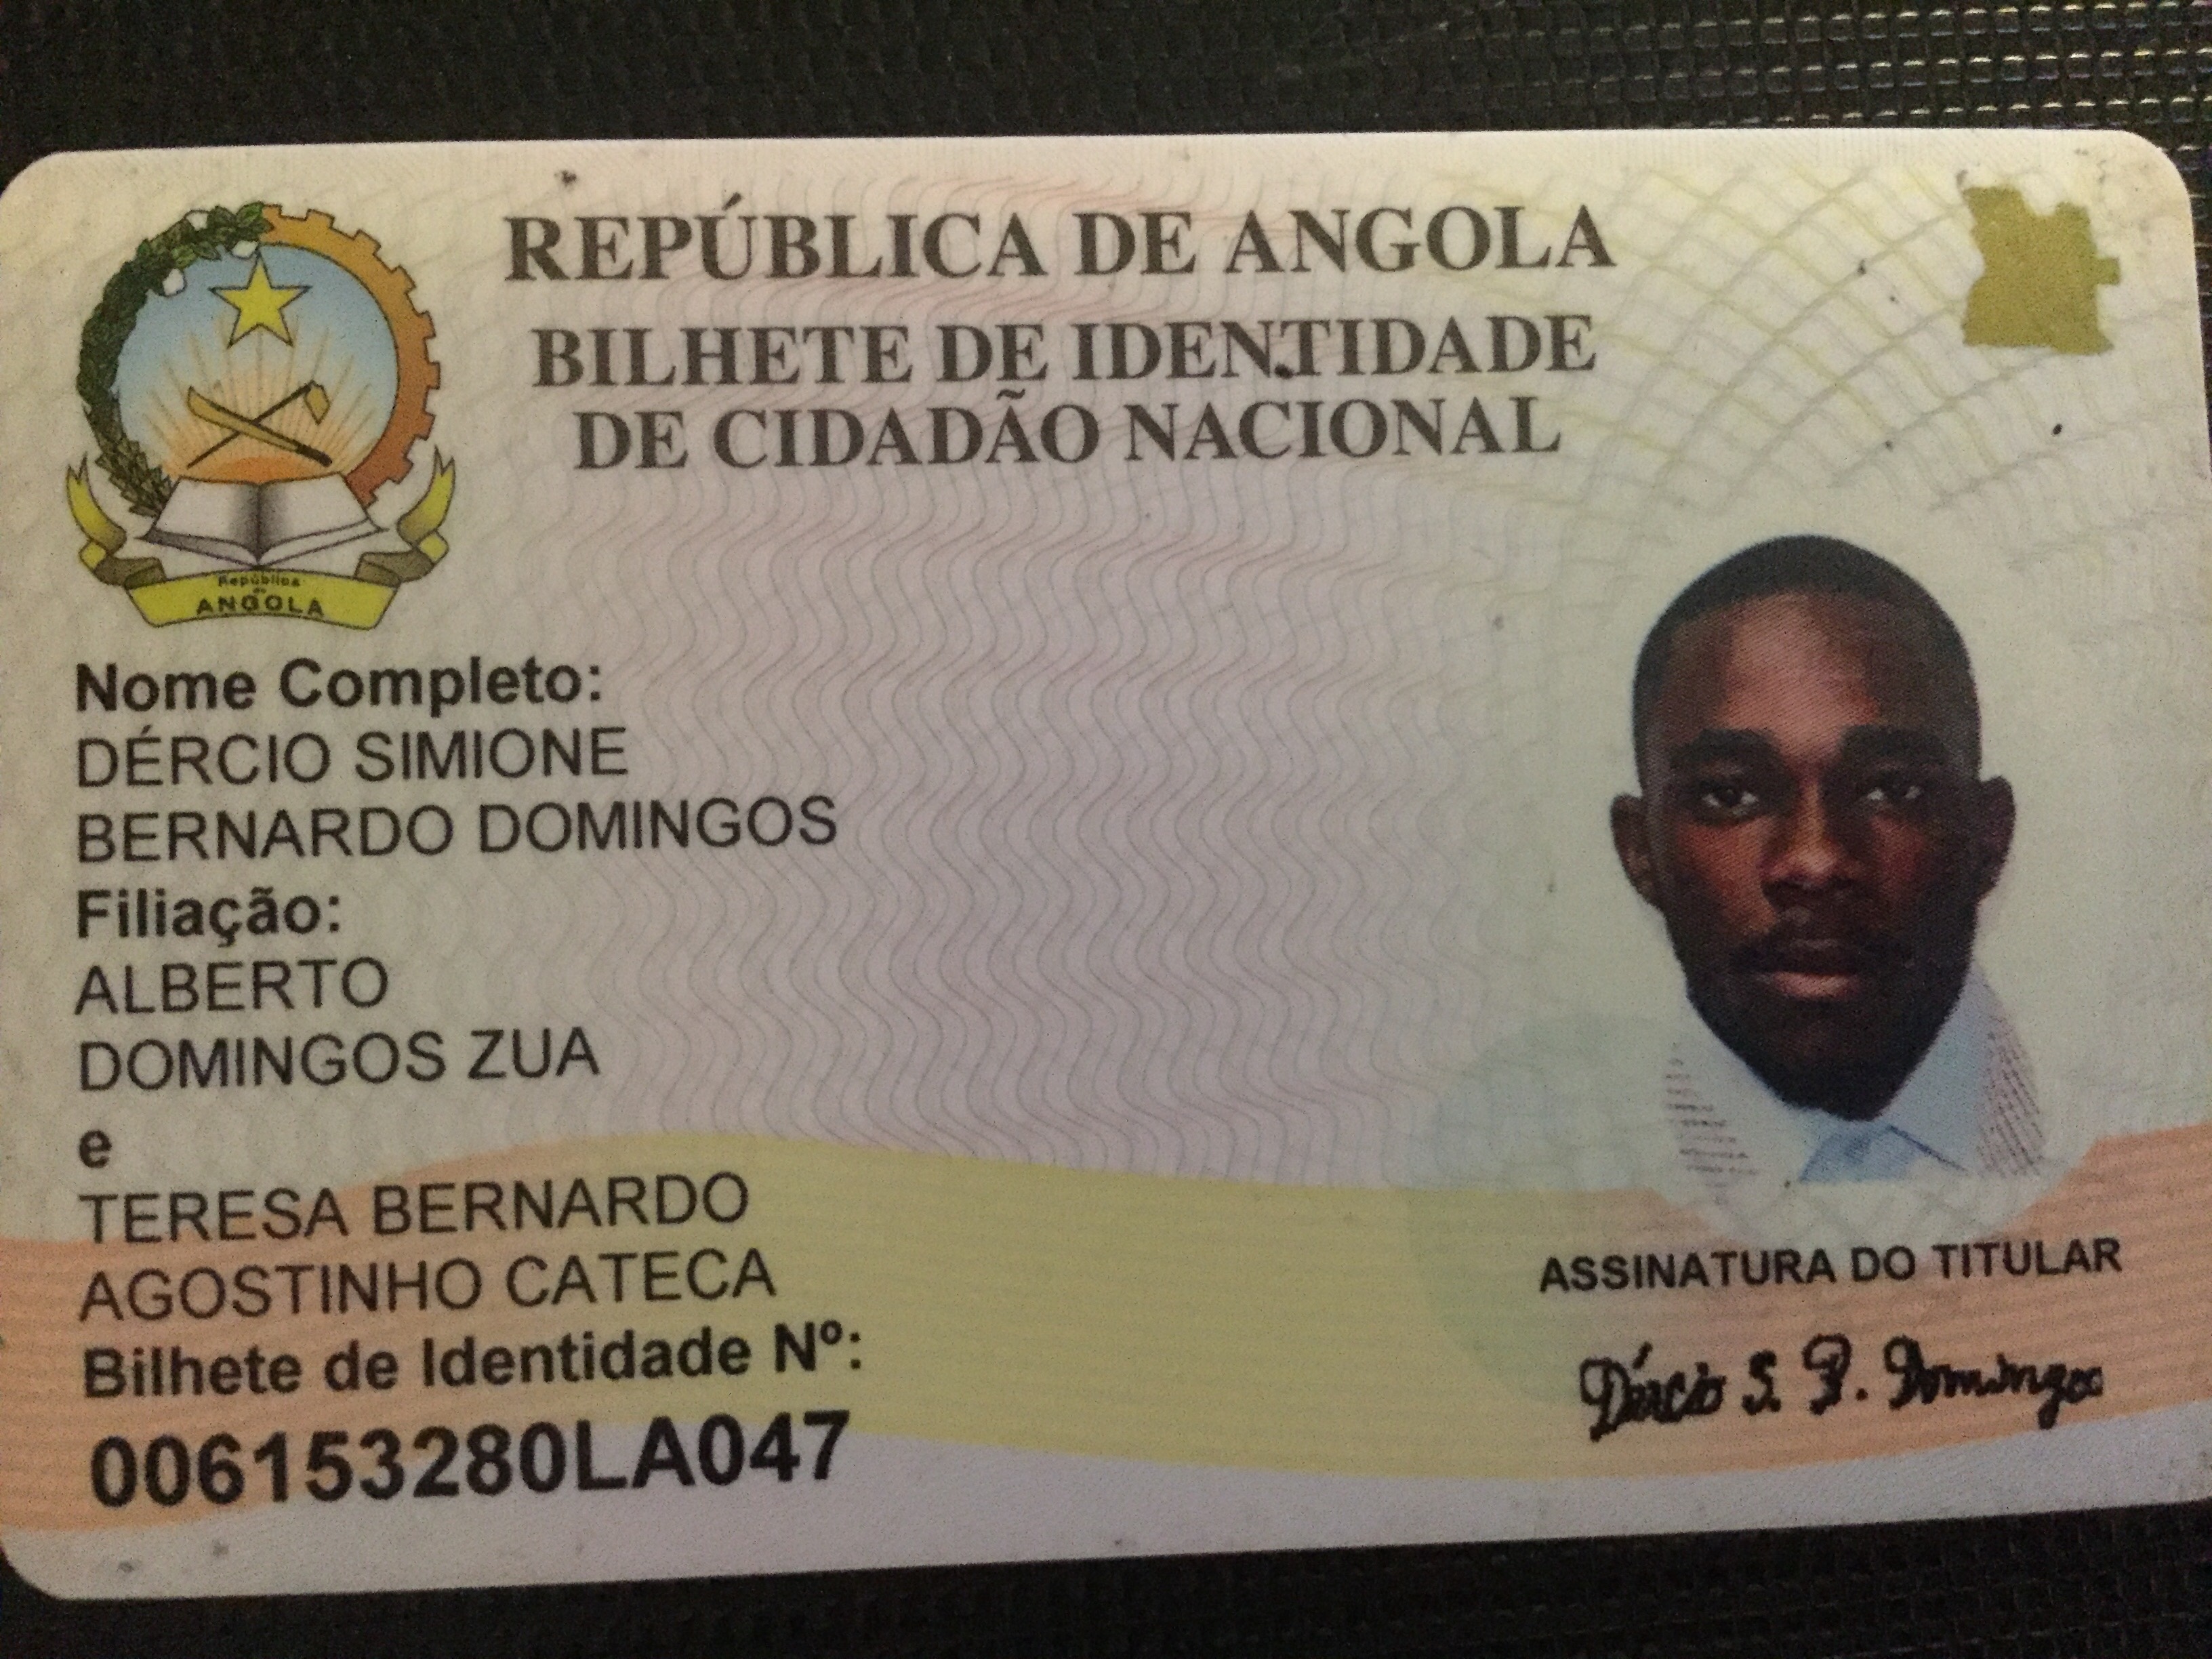 REPÚBLICA DE ANGOLA
BILHETE DE IDENTIDADE
DE CIDADÃO NACIONAL
República
de
ANGOLA
Nome Completo:
DÉRCIO SIMIONE
BERNARDO DOMINGOS
Filiação:
ALBERTO
DOMINGOS ZUA
e
TERESA BERNARDO
AGOSTINHO CATECA
Bilhete de Identidade Nº:
006153280LA047
ASSINATURA DO TITULAR
Dércio S. B. Domingos